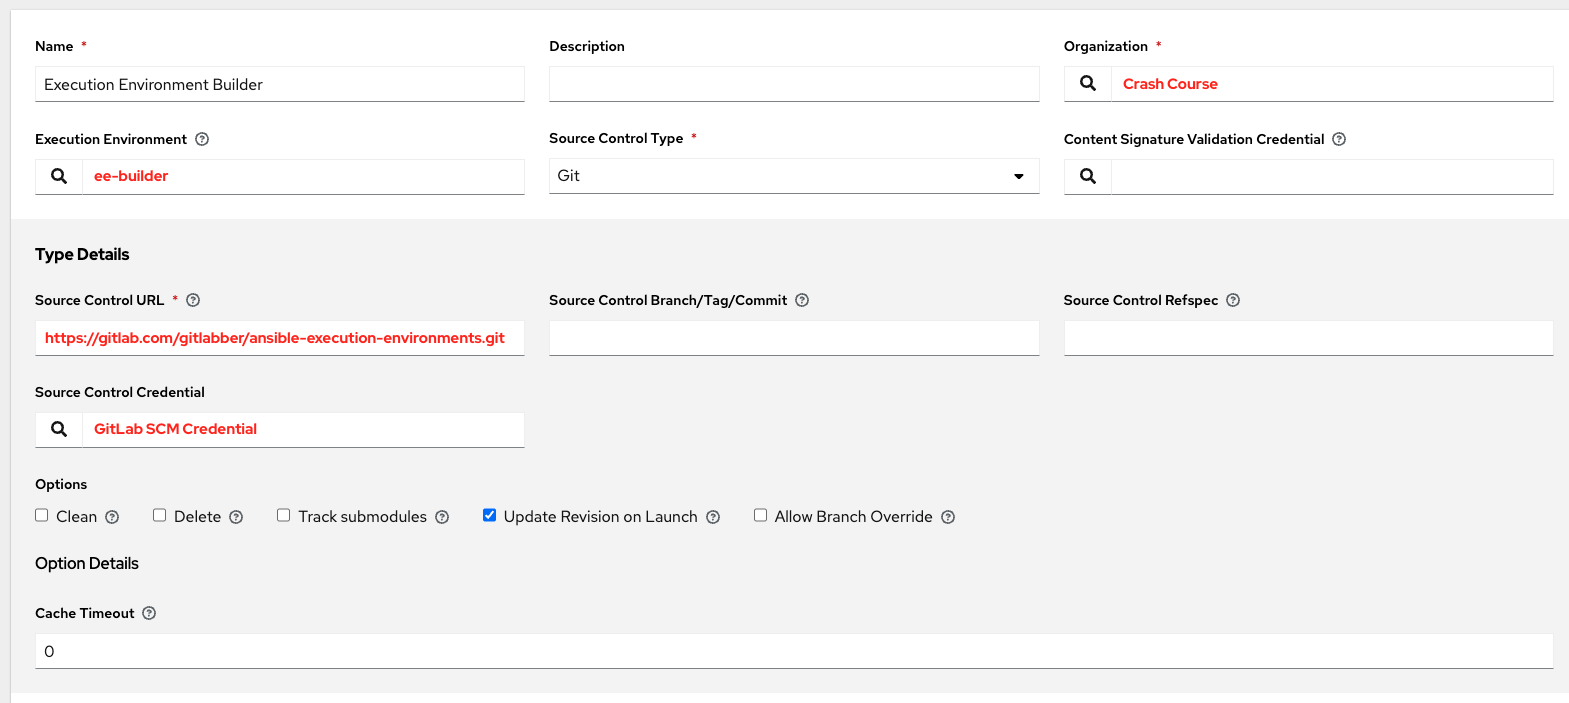 Name * Description Organization *
Execution Environment Builder Crash Course
Execution Environment Source Control Type * Content Signature Validation Credential
ee-builder Git
Type Details
Source Control URL * Source Control Branch/Tag/Commit Source Control Refspec
https://gitlab.com/gitlabber/ansible-execution-environments.git
Source Control Credential
GitLab SCM Credential
Options
Clean Delete Track submodules Update Revision on Launch Allow Branch Override
Option Details
Cache Timeout
0